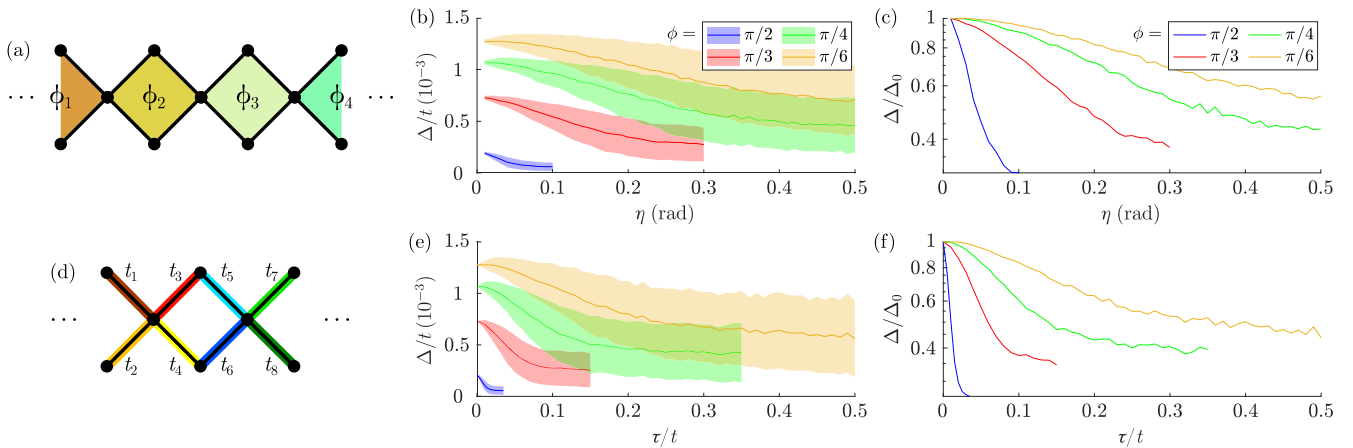 (a)
··· ϕ₁ ϕ₂ ϕ₃ ϕ₄ ···
(b)
1.5
1
0.5
0
Δ/t (10⁻³)
ϕ = π/2 π/4
π/3 π/6
0 0.1 0.2 0.3 0.4 0.5
η (rad)
(c)
1
0.8
0.6
0.4
Δ/Δ₀
ϕ = π/2 π/4
π/3 π/6
0 0.1 0.2 0.3 0.4 0.5
η (rad)
(d)
t₁ t₃ t₅ t₇
··· ···
t₂ t₄ t₆ t₈
(e)
1.5
1
0.5
0
Δ/t (10⁻³)
0 0.1 0.2 0.3 0.4 0.5
τ/t
(f)
1
0.8
0.6
0.4
Δ/Δ₀
0 0.1 0.2 0.3 0.4 0.5
τ/t